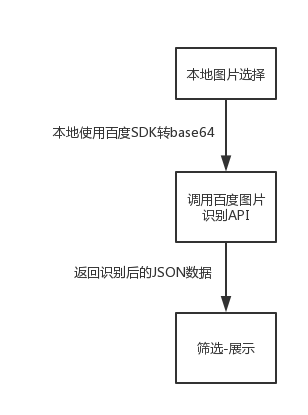 本地图片选择
本地使用百度SDK转base64
调用百度图片
识别API
返回识别后的JSON数据
筛选-展示